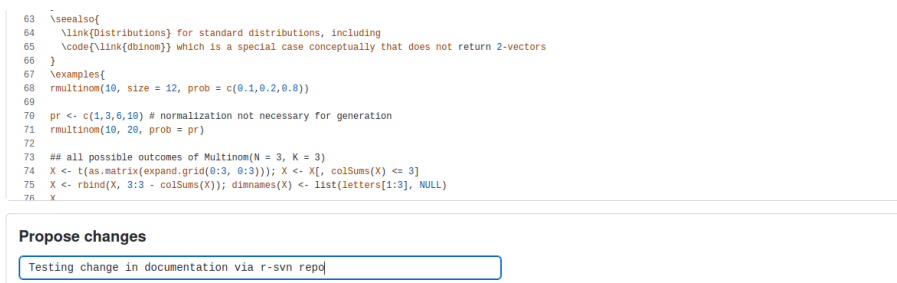 63 \seealso{
64   \link{Distributions} for standard distributions, including
65   \code{\link{dbinom}} which is a special case conceptually that does not return 2-vectors
66 }
67 \examples{
68 rmultinom(10, size = 12, prob = c(0.1,0.2,0.8))
69
70 pr <- c(1,3,6,10) # normalization not necessary for generation
71 rmultinom(10, 20, prob = pr)
72
73 ## all possible outcomes of Multinom(N = 3, K = 3)
74 X <- t(as.matrix(expand.grid(0:3, 0:3))); X <- X[, colSums(X) <= 3]
75 X <- rbind(X, 3:3 - colSums(X)); dimnames(X) <- list(letters[1:3], NULL)
76 X
Propose changes
Testing change in documentation via r-svn repo